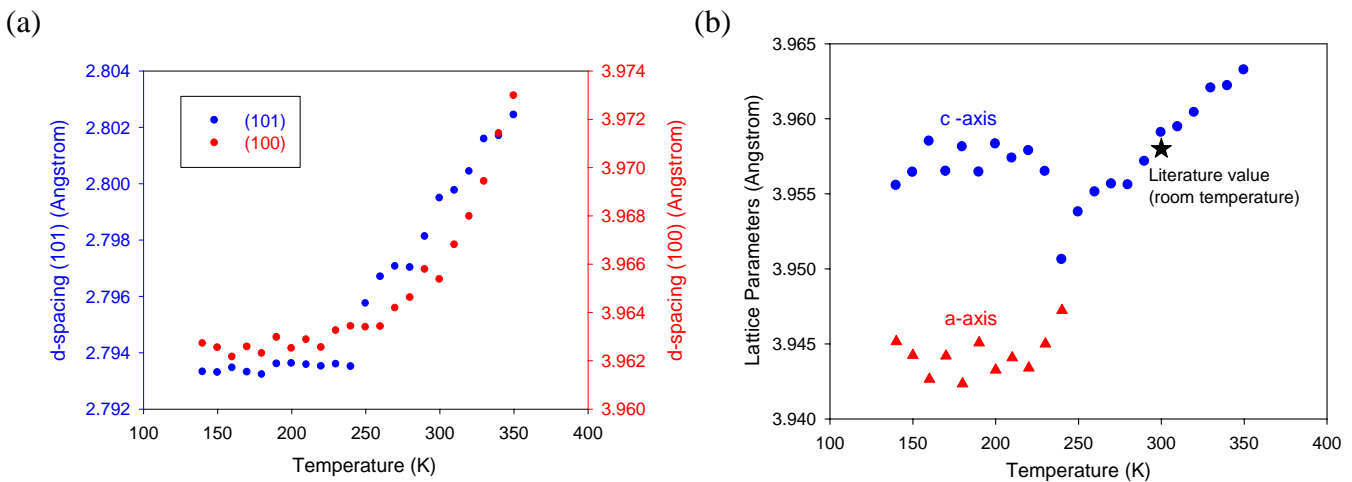 (a)
d-spacing (101) (Angstrom)
2.804
2.802
2.800
2.798
2.796
2.794
2.792
(101)
(100)
3.974
3.972
3.970
3.968
3.966
3.964
3.962
3.960
d-spacing (100) (Angstrom)
100 150 200 250 300 350 400
Temperature (K)
(b)
Lattice Parameters (Angstrom)
3.965
3.960
3.955
3.950
3.945
3.940
c -axis
Literature value
(room temperature)
a-axis
100 150 200 250 300 350 400
Temperature (K)